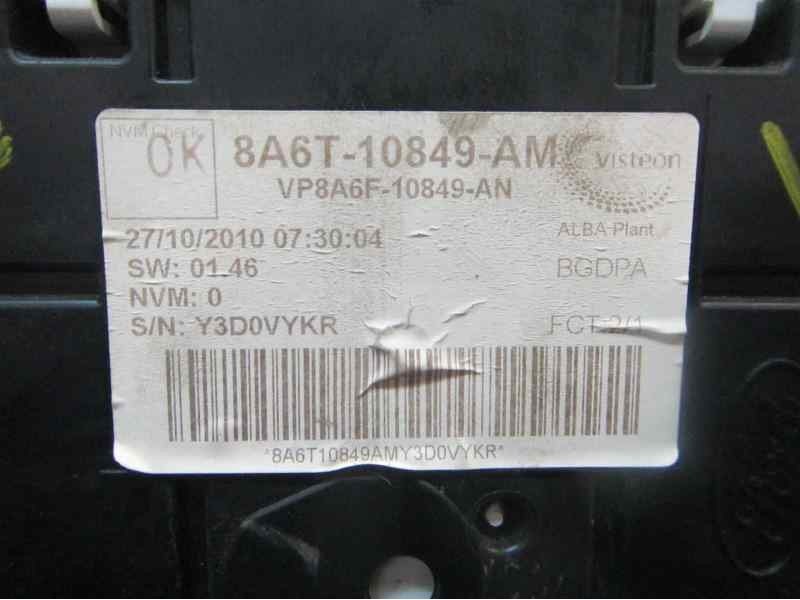 NVM Check
OK
8A6T-10849-AM
visteon
VP8A6F-10849-AN
27/10/2010 07:30:04
ALBA Plant
SW: 01.46
BGDPA
NVM: 0
S/N: Y3D0VYKR
FCT 2/1
*8A6T10849AMY3D0VYKR*
Ford